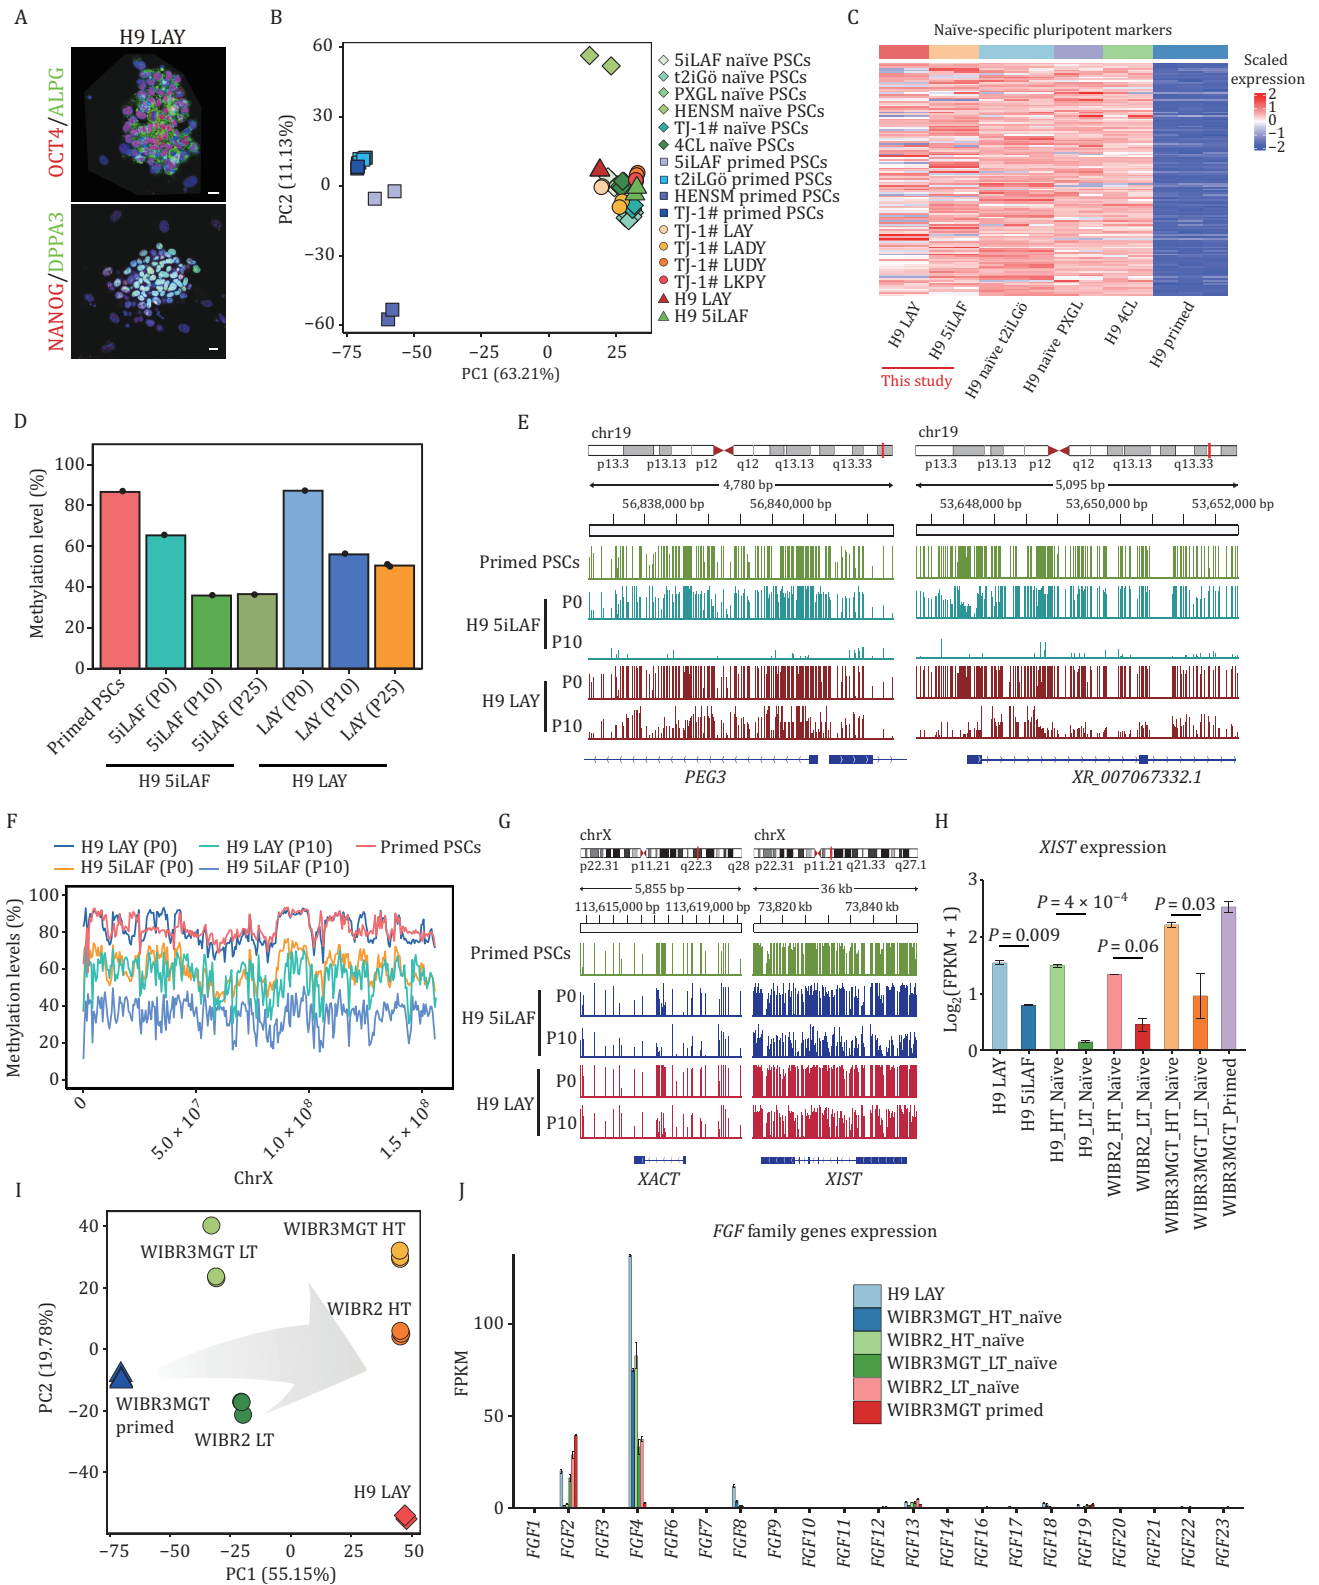 A
H9 LAY
OCT4/ALPG
NANOG/DPPA3
B
60
30
0
−30
−60
PC2 (11.13%)
−75
−50
−25
0
25
PC1 (63.21%)
5iLAF naïve PSCs
t2iGö naïve PSCs
PXGL naïve PSCs
HENSM naïve PSCs
TJ-1# naïve PSCs
4CL naïve PSCs
5iLAF primed PSCs
t2iLGö primed PSCs
HENSM primed PSCs
TJ-1# primed PSCs
TJ-1# LAY
TJ-1# LADY
TJ-1# LUDY
TJ-1# LKPY
H9 LAY
H9 5iLAF
C
Naïve-specific pluripotent markers
Scaled
expression
2
1
0
−1
−2
H9 LAY
H9 5iLAF
H9 naïve t2iLGö
H9 naïve PXGL
H9 4CL
H9 primed
This study
D
Methylation level (%)
100
80
60
40
20
0
Primed PSCs
5iLAF (P0)
5iLAF (P10)
5iLAF (P25)
LAY (P0)
LAY (P10)
LAY (P25)
H9 5iLAF
H9 LAY
E
chr19
p13.3 p13.13 p12 q12 q13.13 q13.33
4,780 bp
56,838,000 bp 56,840,000 bp
chr19
p13.3 p13.13 p12 q12 q13.13 q13.33
5,095 bp
53,648,000 bp 53,650,000 bp 53,652,000 bp
Primed PSCs
H9 5iLAF
P0
P10
H9 LAY
P0
P10
PEG3
XR_007067332.1
F
H9 LAY (P0)
H9 LAY (P10)
Primed PSCs
H9 5iLAF (P0)
H9 5iLAF (P10)
Methylation levels (%)
100
80
60
40
20
0
0
5.0 × 10⁷
1.0 × 10⁸
1.5 × 10⁸
ChrX
G
chrX
p22.31 p11.21 q22.3 q28
5,855 bp
113,615,000 bp 113,619,000 bp
chrX
p22.31 p11.21 q21.33 q27.1
36 kb
73,820 kb 73,840 kb
Primed PSCs
H9 5iLAF
P0
P10
H9 LAY
P0
P10
XACT
XIST
H
XIST expression
Log₂(FPKM + 1)
3
2
1
0
P = 0.009
P = 4 × 10⁻⁴
P = 0.06
P = 0.03
H9 LAY
H9 5iLAF
H9_HT_Naïve
H9_LT_Naïve
WIBR2_HT_Naïve
WIBR2_LT_Naïve
WIBR3MGT_HT_Naïve
WIBR3MGT_LT_Naïve
WIBR3MGT_Primed
I
PC2 (19.78%)
40
20
0
−20
−40
WIBR3MGT HT
WIBR3MGT LT
WIBR2 HT
WIBR3MGT
primed
WIBR2 LT
H9 LAY
−75
−50
−25
0
25
50
PC1 (55.15%)
J
FGF family genes expression
FPKM
100
50
0
H9 LAY
WIBR3MGT_HT_naïve
WIBR2_HT_naïve
WIBR3MGT_LT_naïve
WIBR2_LT_naïve
WIBR3MGT primed
FGF1
FGF2
FGF3
FGF4
FGF6
FGF7
FGF8
FGF9
FGF10
FGF11
FGF12
FGF13
FGF14
FGF16
FGF17
FGF18
FGF19
FGF20
FGF21
FGF22
FGF23